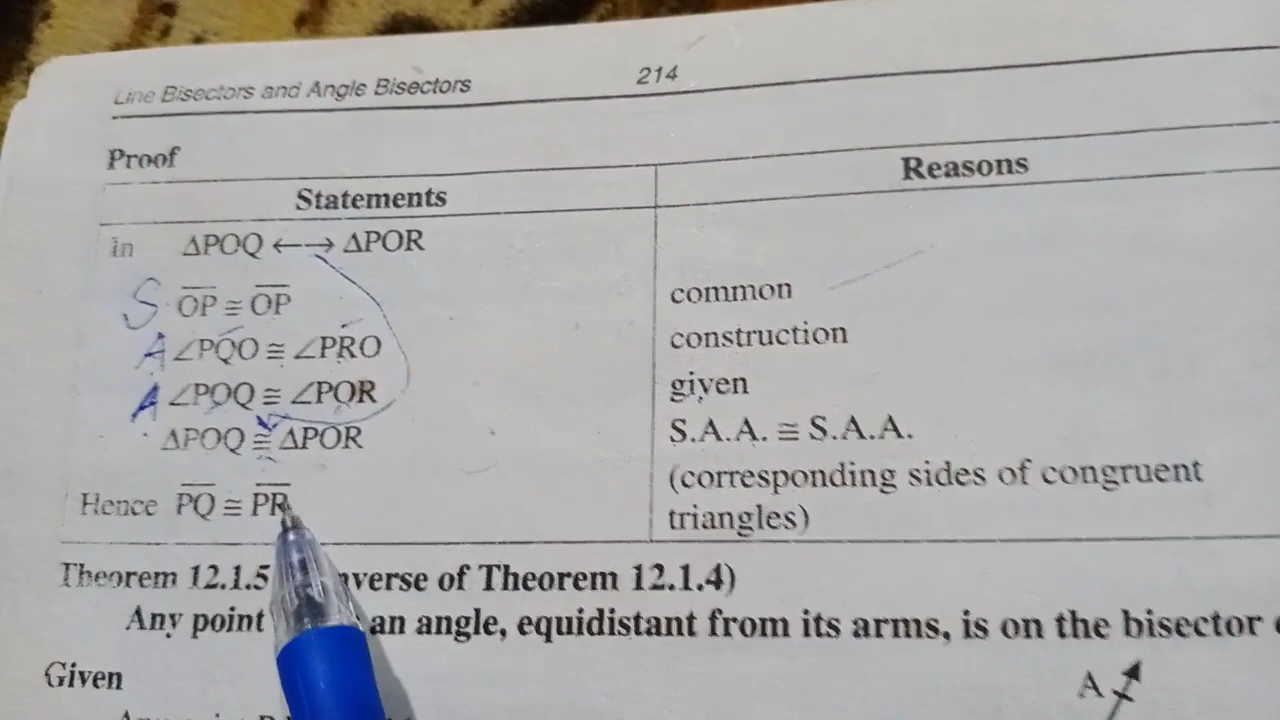 Line Bisectors and Angle Bisectors 214
Proof
Statements Reasons
in ΔPOQ ←→ ΔPOR
S OP ≅ OP common
A ∠PQO ≅ ∠PRO construction
A ∠POQ ≅ ∠POR given
ΔPOQ ≅ ΔPOR S.A.A. ≅ S.A.A.
Hence PQ ≅ PR (corresponding sides of congruent
triangles)
Theorem 12.1.5 of Theorem 12.1.4)
Any point an angle, equidistant from its arms, is on the bisector
Given
A